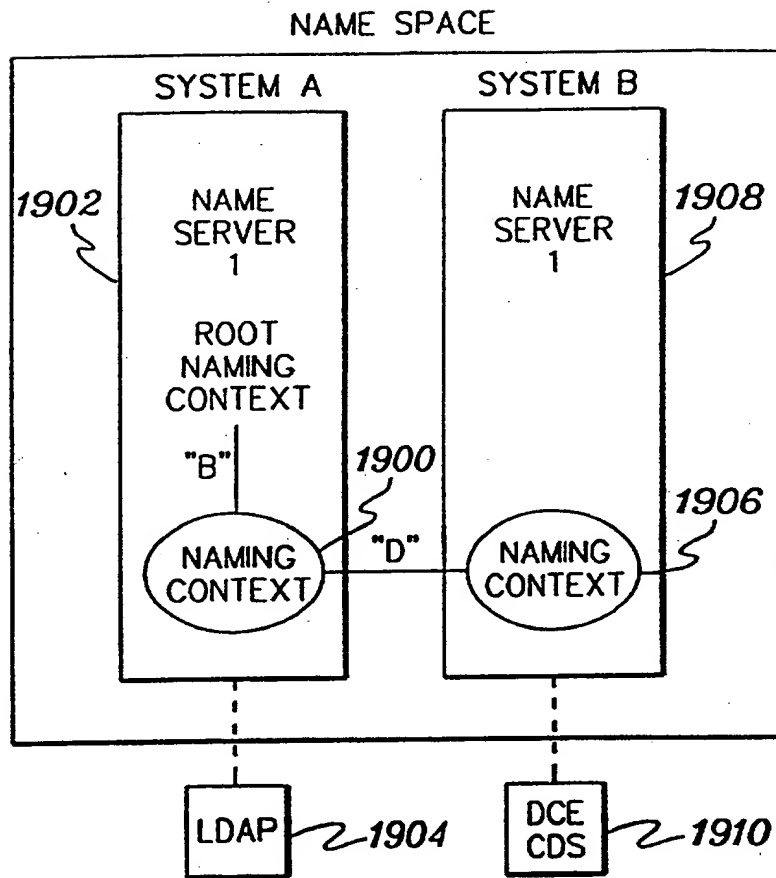 NAME SPACE
SYSTEM A
SYSTEM B
1902
NAME
SERVER
1
NAME
SERVER
1
1908
ROOT
NAMING
CONTEXT
"B"
1900
1906
NAMING
CONTEXT
"D"
NAMING
CONTEXT
LDAP
1904
DCE
CDS
1910